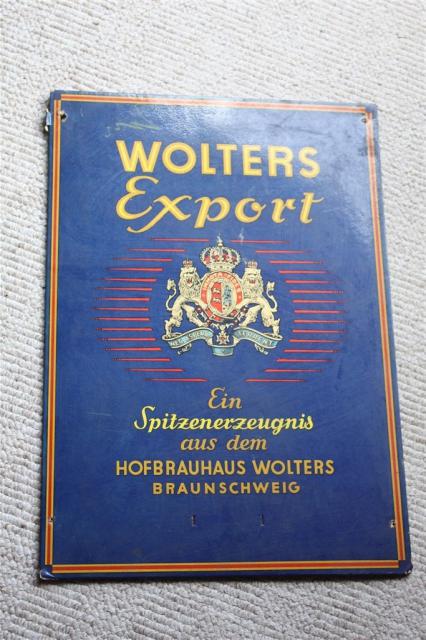 WOLTERS
Export
Ein
Spitzenerzeugnis
aus dem
HOFBRAUHAUS WOLTERS
BRAUNSCHWEIG